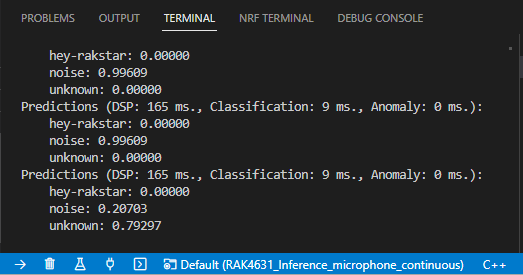 PROBLEMS OUTPUT TERMINAL NRF TERMINAL DEBUG CONSOLE
hey-rakstar: 0.00000
noise: 0.99609
unknown: 0.00000
Predictions (DSP: 165 ms., Classification: 9 ms., Anomaly: 0 ms.):
hey-rakstar: 0.00000
noise: 0.99609
unknown: 0.00000
Predictions (DSP: 165 ms., Classification: 9 ms., Anomaly: 0 ms.):
hey-rakstar: 0.00000
noise: 0.20703
unknown: 0.79297
Default (RAK4631_Inference_microphone_continuous) C++